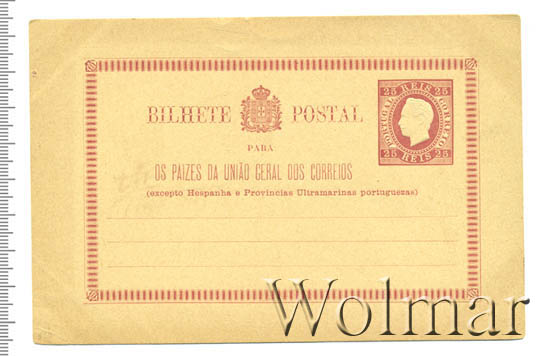 25 REIS 25
PORTUGAL CORREIO
25 REIS 25
BILHETE POSTAL
PARA
OS PAIZES DA UNIÃO GERAL DOS CORREIOS
(excepto Hespanha e Provincias Ultramarinas portuguezas)
Wolmar